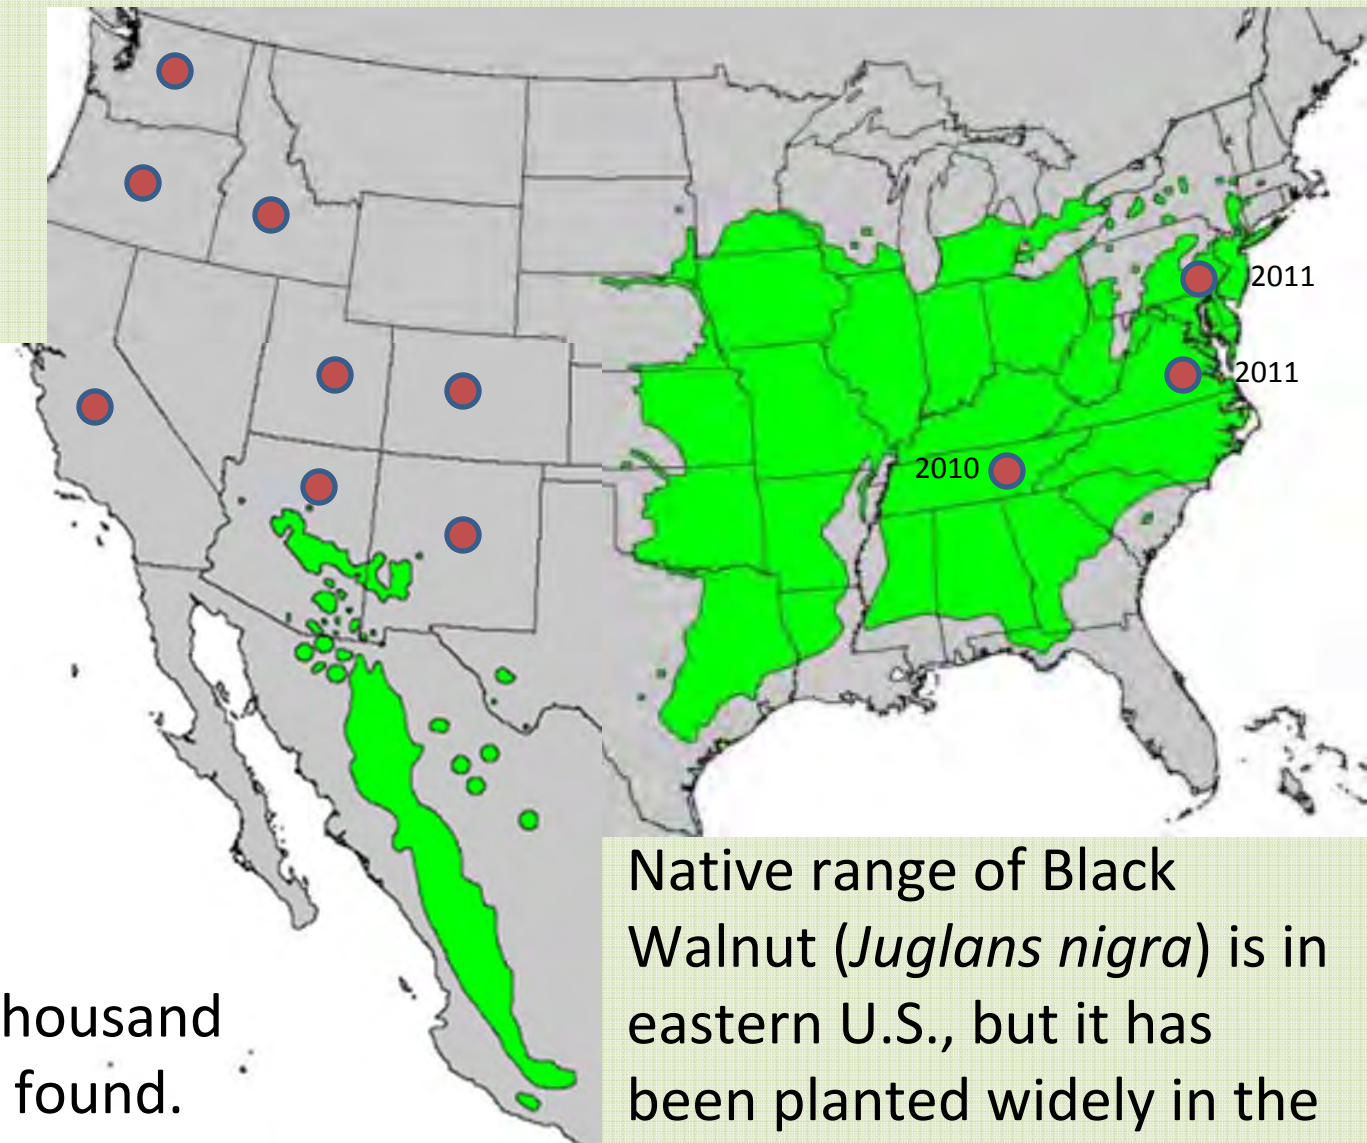 2011
2011
2010
housand
found.
Native range of Black
Walnut (Juglans nigra) is in
eastern U.S., but it has
been planted widely in the